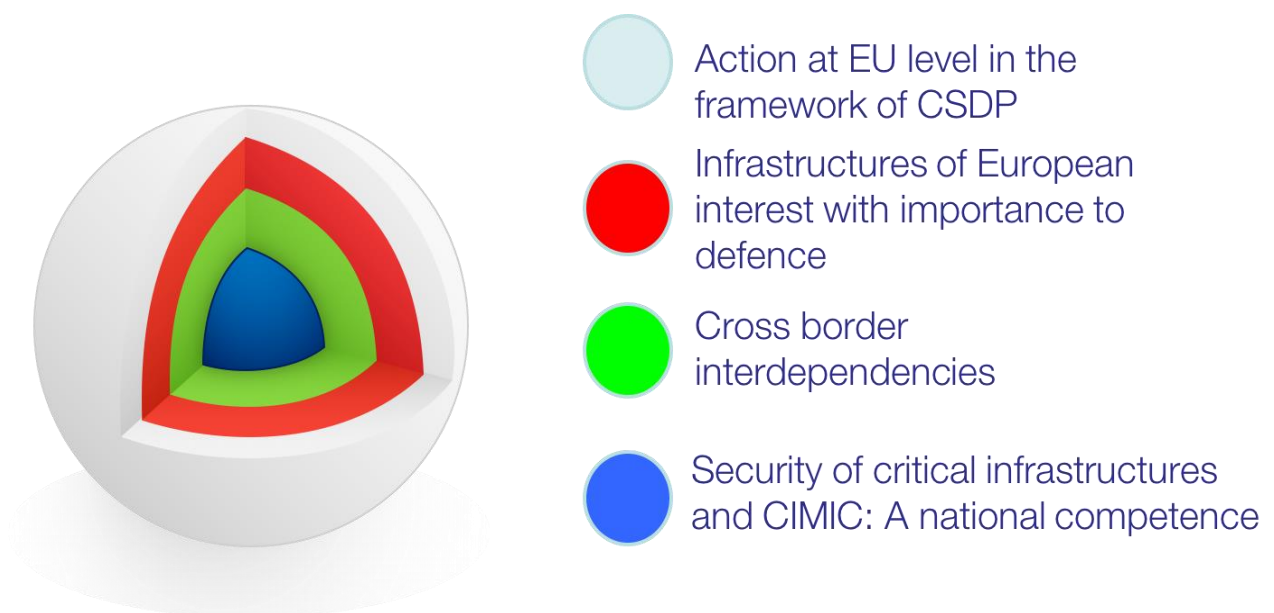 Action at EU level in the
framework of CSDP
Infrastructures of European
interest with importance to
defence
Cross border
interdependencies
Security of critical infrastructures
and CIMIC: A national competence